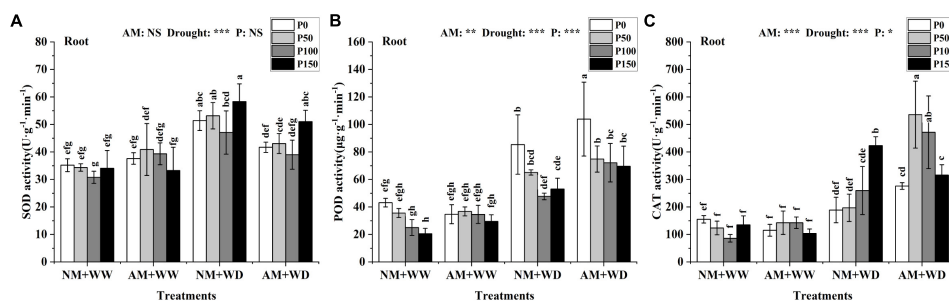 A
AM: NS Drought: *** P: NS
Root
P0
P50
P100
P150
SOD activity(U·g⁻¹·min⁻¹)
80
70
60
50
40
30
20
10
0
efg efg g efg
def def defg efg
abc ab bcd a
def def defg abc
NM+WW AM+WW NM+WD AM+WD
Treatments
B
AM: ** Drought: *** P: ***
Root
P0
P50
P100
P150
POD activity(μg·g⁻¹·min⁻¹)
160
140
120
100
80
60
40
20
0
efg efgh gh h
efgh efgh efgh fgh
b bcd def cde
a b bc bc
NM+WW AM+WW NM+WD AM+WD
Treatments
C
AM: *** Drought: *** P: *
Root
P0
P50
P100
P150
CAT activity(U·g⁻¹·min⁻¹)
800
700
600
500
400
300
200
100
0
ef f f f
f f f f
def def cde b
cd a ab c
NM+WW AM+WW NM+WD AM+WD
Treatments